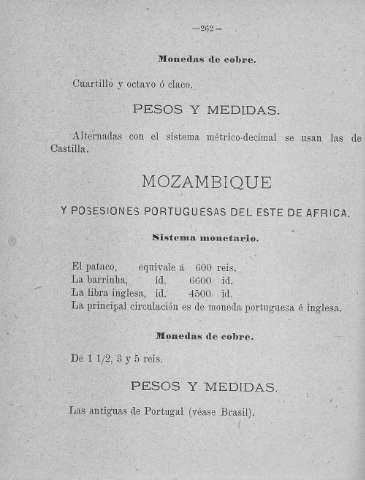 —262—
Monedas de cobre.
Cuartillo y octavo ó claco.
PESOS Y MEDIDAS.
Alternadas con el sistema métrico-decimal se usan las de
Castilla.
MOZAMBIQUE
Y POSESIONES PORTUGUESAS DEL ESTE DE AFRICA.
Sistema monetario.
El pataco, equivale á 600 reis.
La barrinha, id. 6600 id.
La libra inglesa, id. 4500 id.
La principal circulación es de moneda portuguesa é inglesa.
Monedas de cobre.
De 1 1/2, 3 y 5 reis.
PESOS Y MEDIDAS.
Las antiguas de Portugal (véase Brasil).